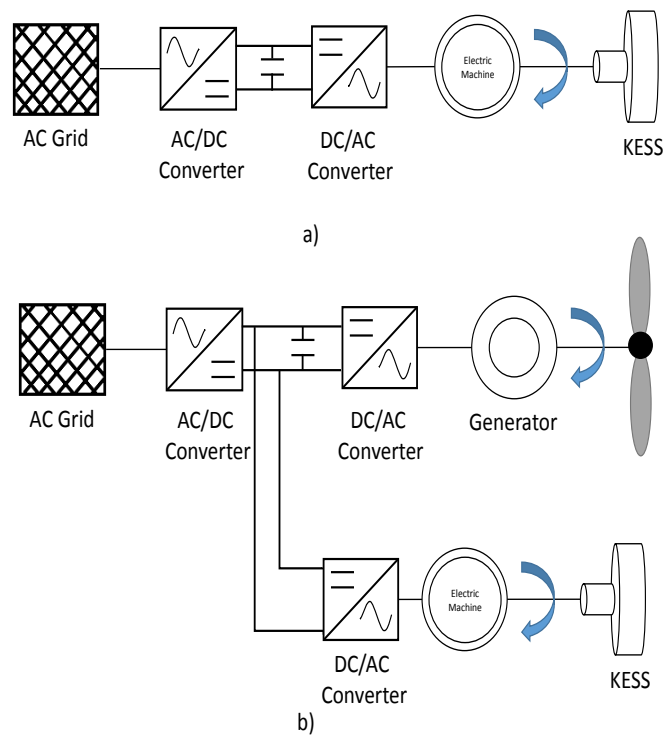 Electric
Machine
AC Grid
AC/DC
Converter
DC/AC
Converter
KESS
a)
AC Grid
AC/DC
Converter
DC/AC
Converter
Generator
Electric
Machine
DC/AC
Converter
KESS
b)